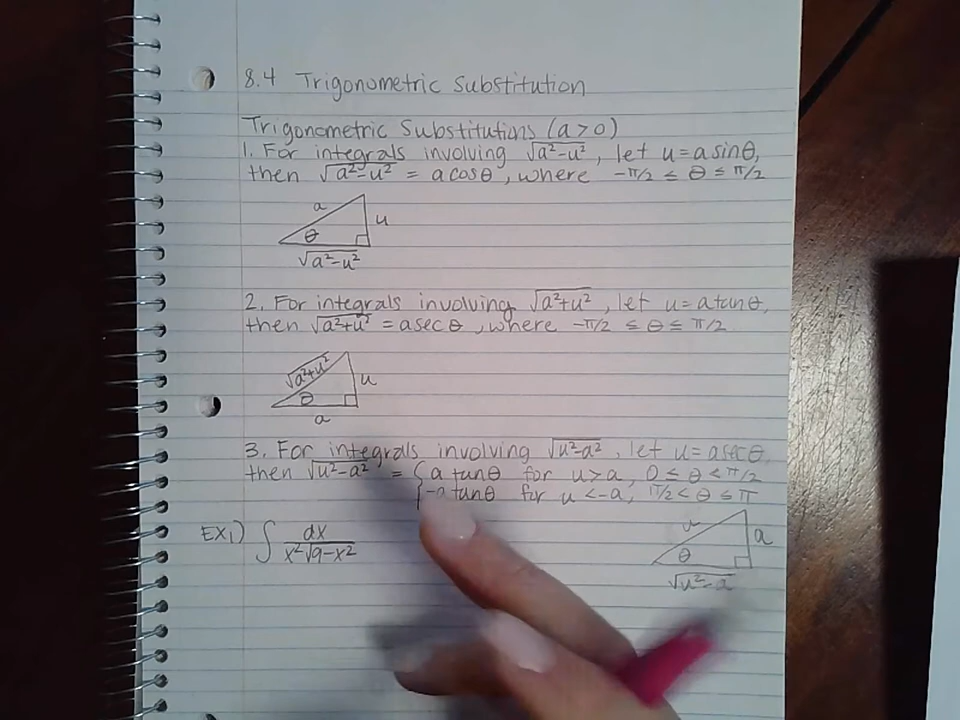 8.4 Trigonometric Substitution
Trigonometric Substitutions (a > 0)
1. For integrals involving √(a²-u²), let u = a sinθ,
then √(a²-u²) = a cosθ, where -π/2 ≤ θ ≤ π/2
a
u
θ
√(a²-u²)
2. For integrals involving √(a²+u²), let u = a tanθ,
then √(a²+u²) = a secθ, where -π/2 ≤ θ ≤ π/2
√(a²+u²)
u
θ
a
3. For integrals involving √(u²-a²), let u = a secθ
then √(u²-a²) = { a tanθ for u > a, 0 ≤ θ < π/2
-a tanθ for u < -a, π/2 < θ ≤ π
EX1) ∫ dx / (x²√(9-x²))
u
a
θ